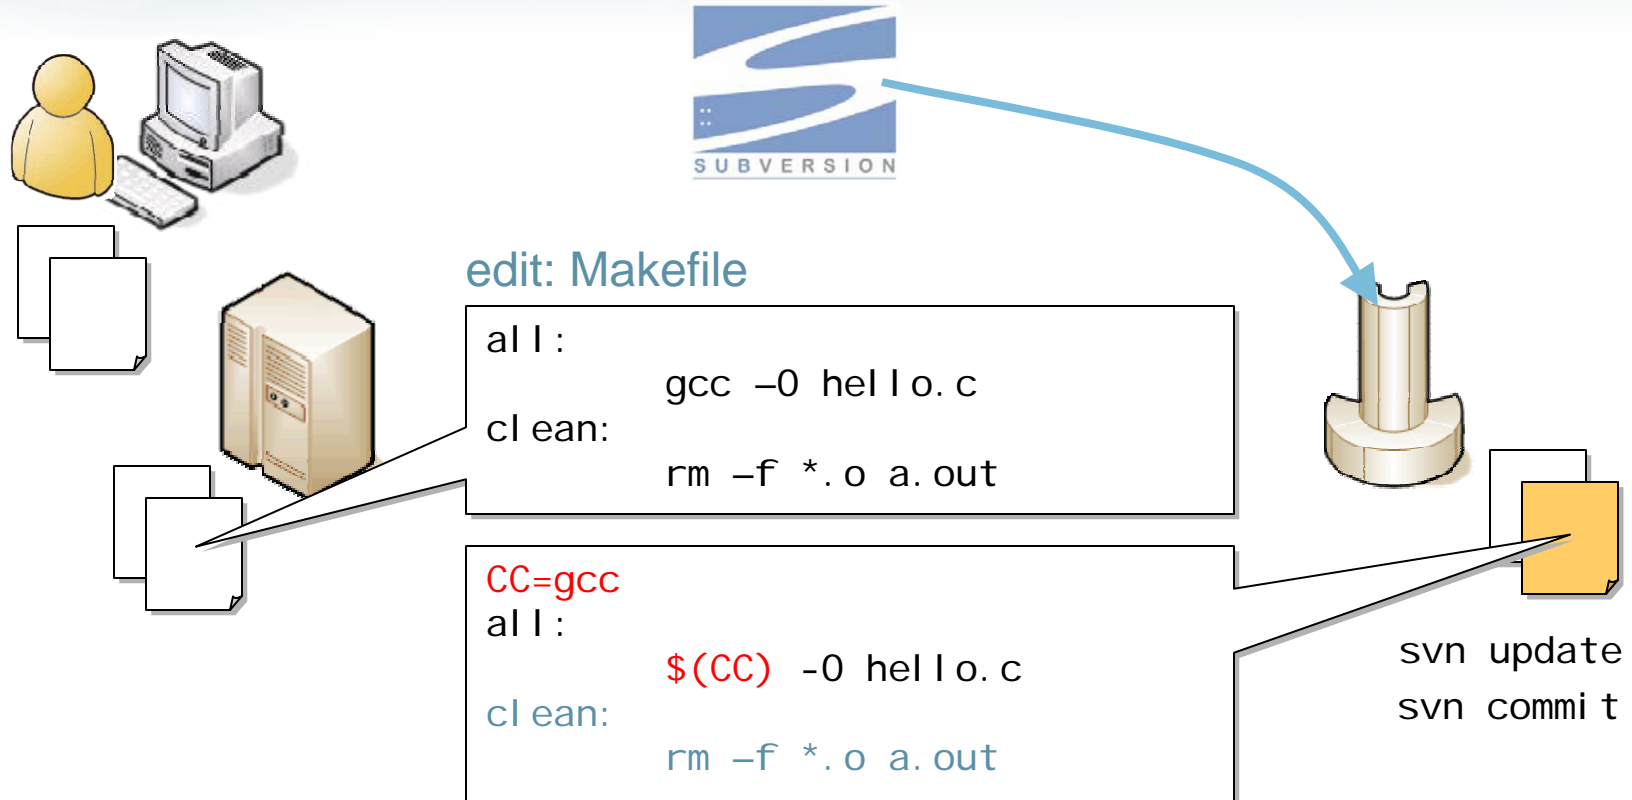 SUBVERSION
edit: Makefile
all:
gcc –O hello.c
clean:
rm –f *.o a.out
CC=gcc
all:
$(CC) -O hello.c
clean:
rm –f *.o a.out
svn update
svn commit